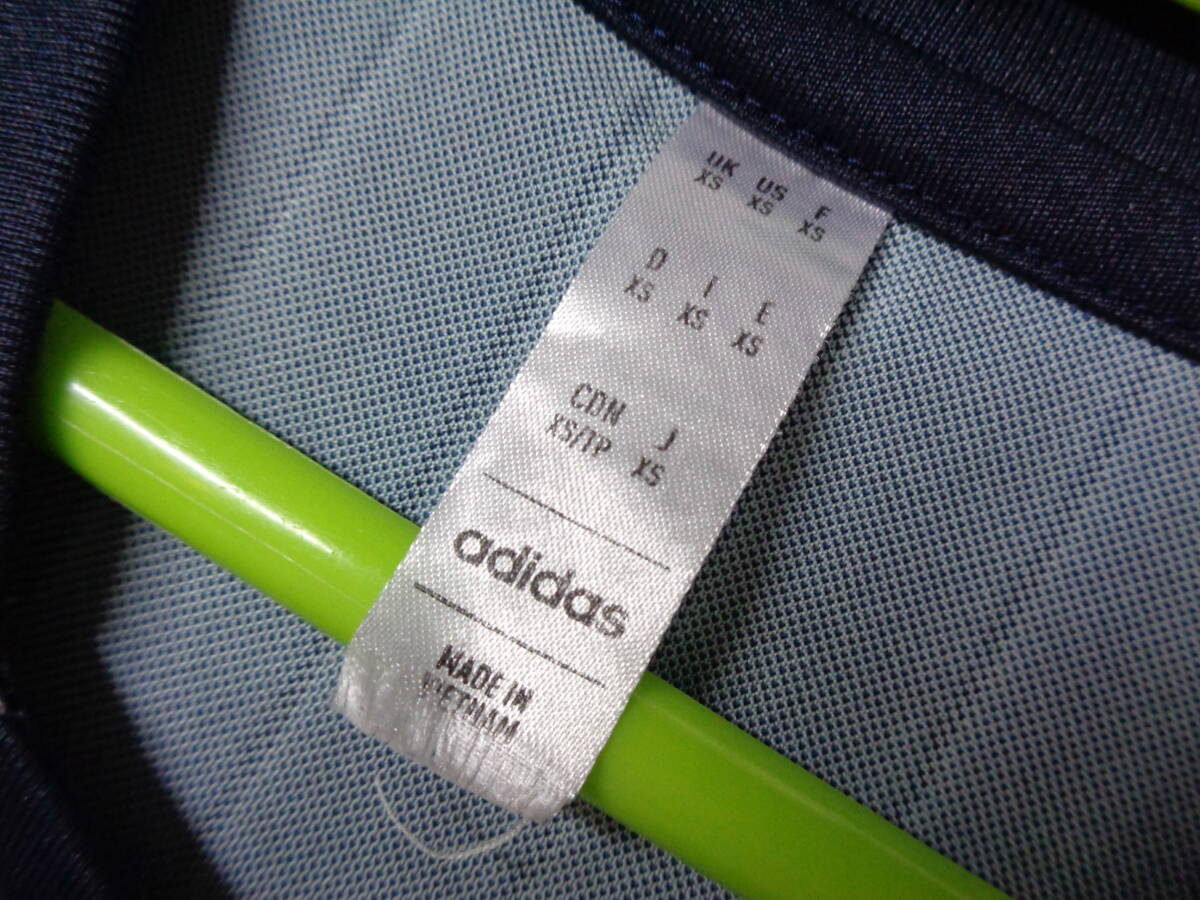 UK US F
XS XS XS
D I E
XS XS XS
CDN J
XS/TP XS
adidas
MADE IN
VIETNAM